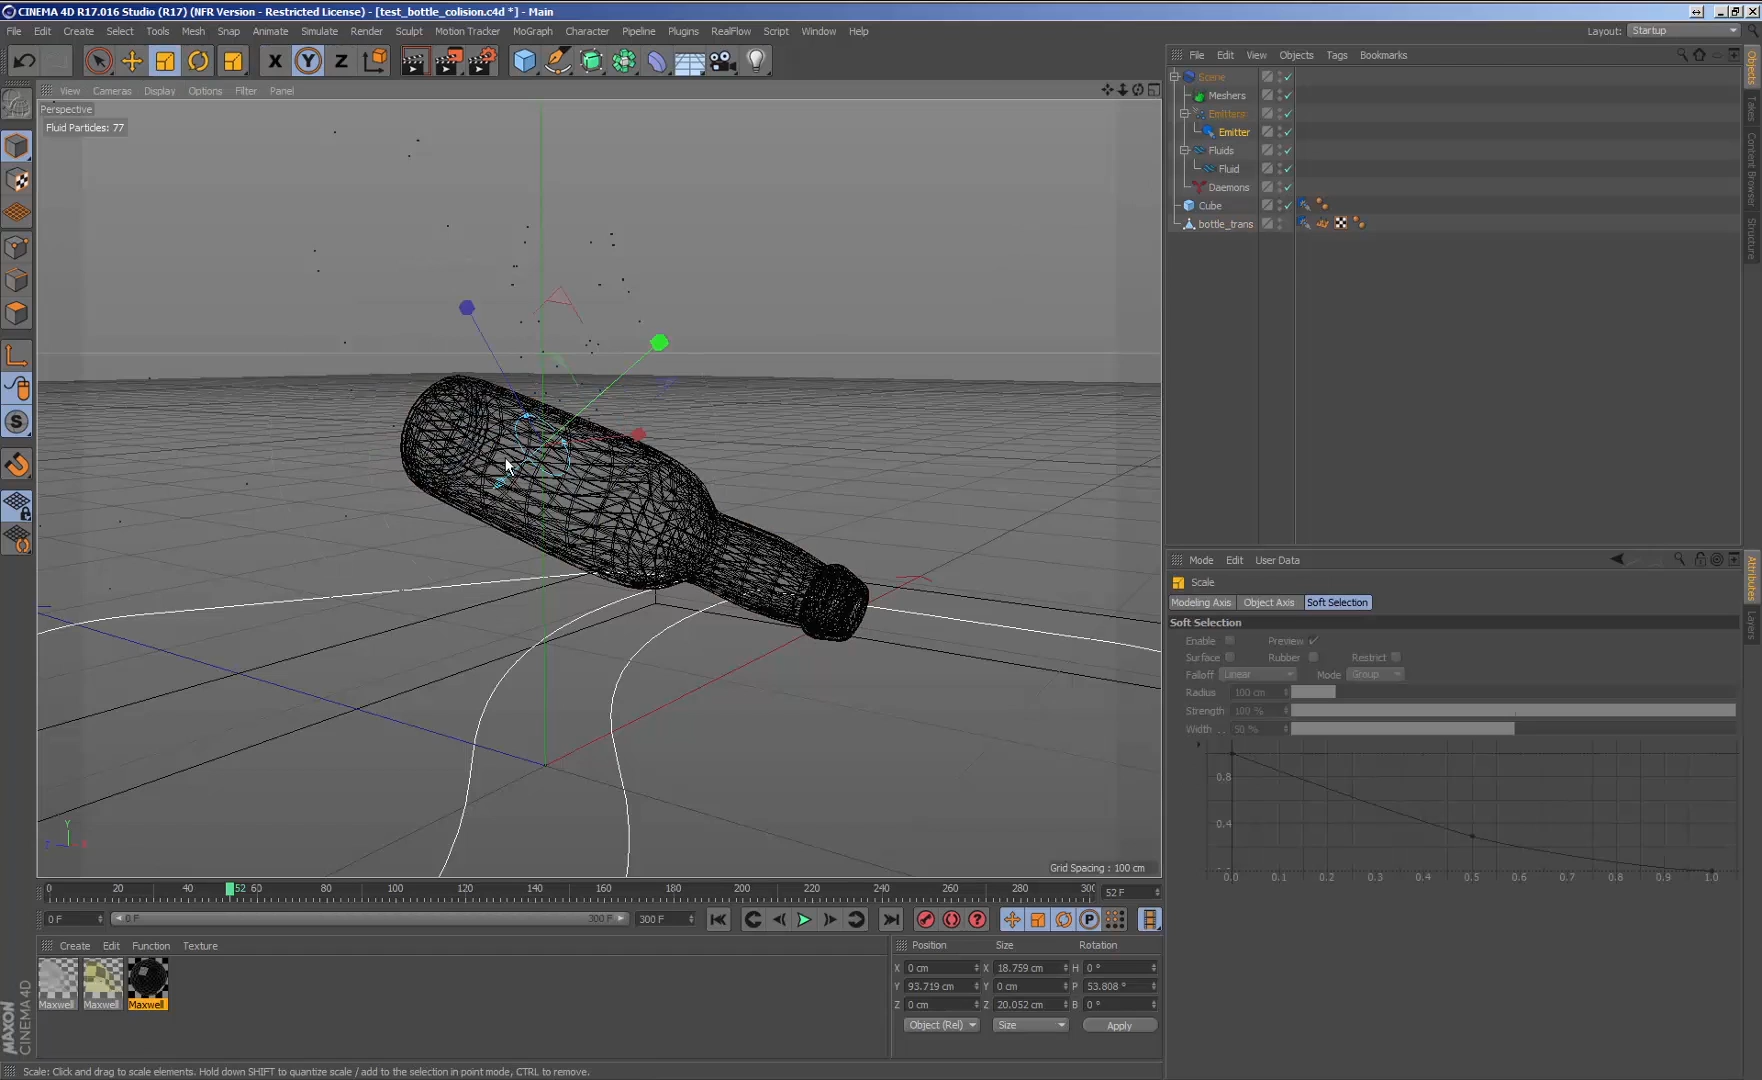 CINEMA 4D R17.016 Studio (R17) (NFR Version - Restricted License) - [test_bottle_colision.c4d *] - Main
File Edit Create Select Tools Mesh Snap Animate Simulate Render Sculpt Motion Tracker MoGraph Character Pipeline Plugins RealFlow Script Window Help
Layout: Startup
X Y Z
File Edit View Objects Tags Bookmarks
View Cameras Display Options Filter Panel
Perspective
Fluid Particles: 77
Scene
Meshers
Emitters
Emitter
Fluids
Fluid
Daemons
Cube
bottle_trans
Objects
Takes
Content Browser
Structure
Mode Edit User Data
Scale
Modeling Axis Object Axis Soft Selection
Soft Selection
Enable Preview
Surface Rubber Restrict
Falloff Linear Mode Group
Radius 100 cm
Strength 100 %
Width . . 50 %
0.8
0.4
0.0 0.1 0.2 0.3 0.4 0.5 0.6 0.7 0.8 0.9 1.0
Attributes
Layers
Y
Z X
Grid Spacing : 100 cm
0 20 40 52 60 80 100 120 140 160 180 200 220 240 260 280 300
52 F
0 F 0 F 300 F 300 F
Create Edit Function Texture
Maxwell Maxwell Maxwell
Position Size Rotation
X 0 cm X 18.759 cm H 0 °
Y 93.719 cm Y 0 cm P 53.808 °
Z 0 cm Z 20.052 cm B 0 °
Object (Rel) Size Apply
MAXON
CINEMA 4D
Scale: Click and drag to scale elements. Hold down SHIFT to quantize scale / add to the selection in point mode, CTRL to remove.